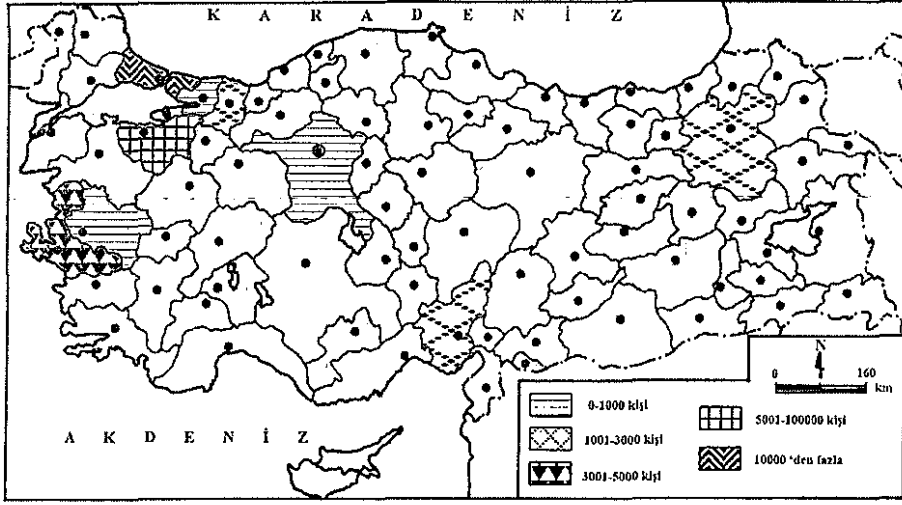 K A R A D E N İ Z
A K D E N İ Z
N
0 160
km
0-1000 kişi
1001-3000 kişi
3001-5000 kişi
5001-100000 kişi
10000 'den fazla